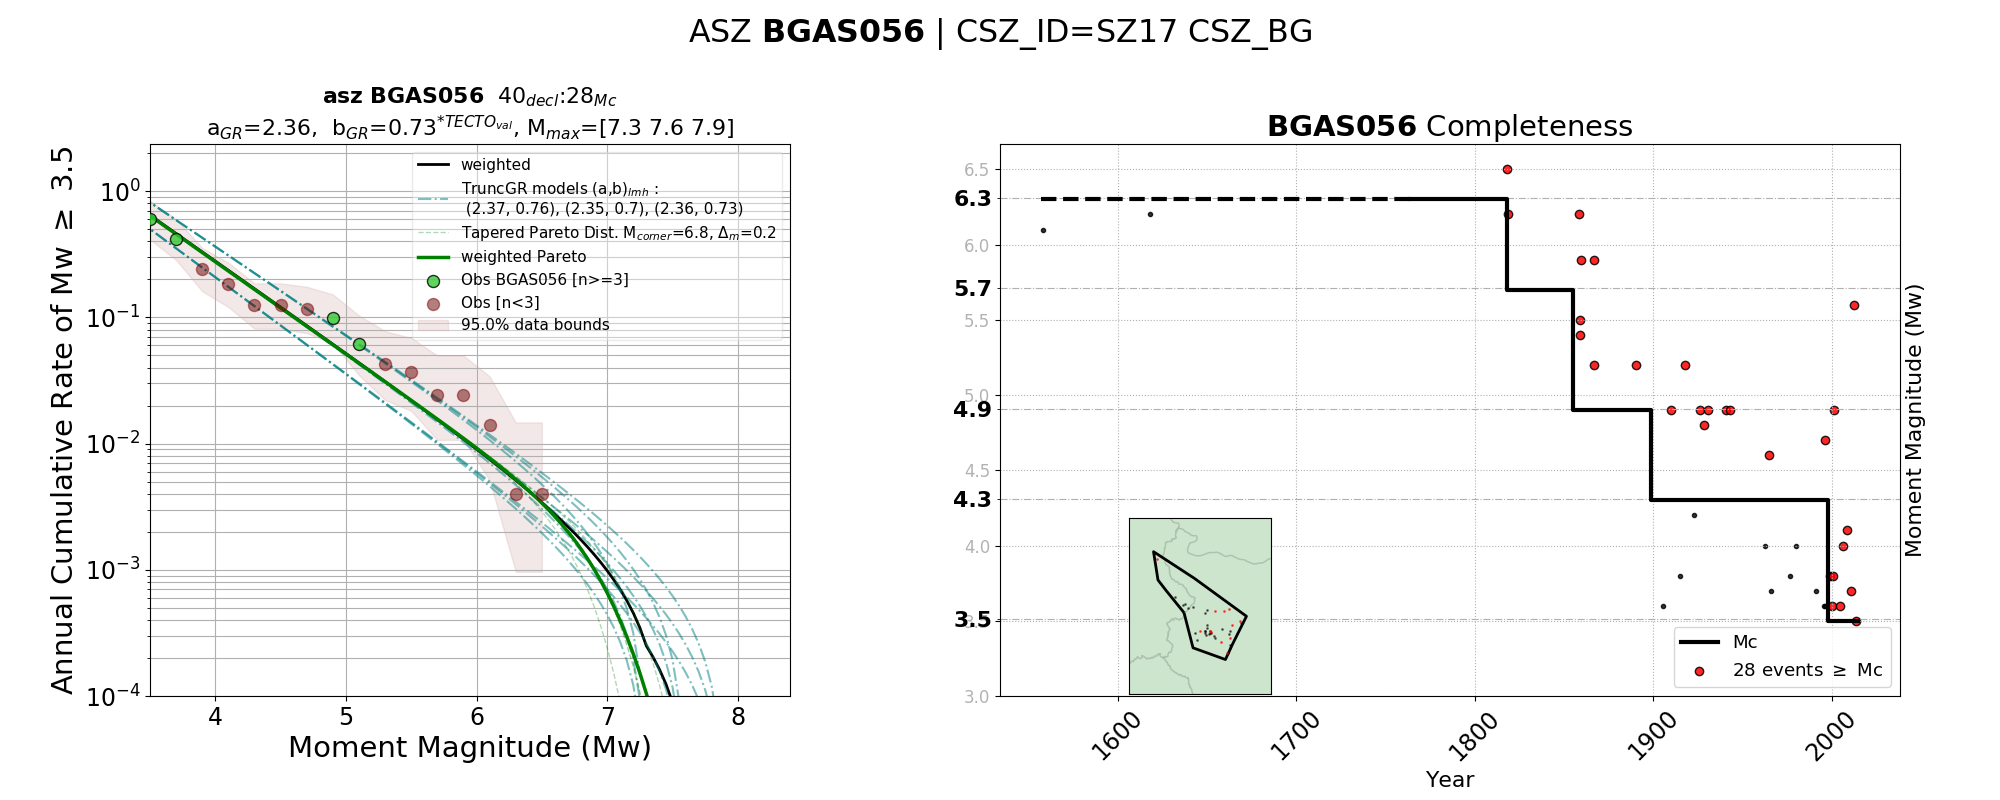 ASZ BGAS056 | CSZ_ID=SZ17 CSZ_BG
asz BGAS056 40decl:28Mc
aGR=2.36, bGR=0.73*TECTOval, Mmax=[7.3 7.6 7.9]
Annual Cumulative Rate of Mw ≥ 3.5
10^0
10^-1
10^-2
10^-3
10^-4
weighted
TruncGR models (a,b)lmh :
(2.37, 0.76), (2.35, 0.7), (2.36, 0.73)
Tapered Pareto Dist. Mcorner=6.8, Δm=0.2
weighted Pareto
Obs BGAS056 [n>=3]
Obs [n<3]
95.0% data bounds
4 5 6 7 8
Moment Magnitude (Mw)
BGAS056 Completeness
6.5
6.3
6.0
5.7
5.5
5.0
4.9
4.5
4.3
4.0
3.5
3.5
3.0
Moment Magnitude (Mw)
Mc
28 events ≥ Mc
1600 1700 1800 1900 2000
Year